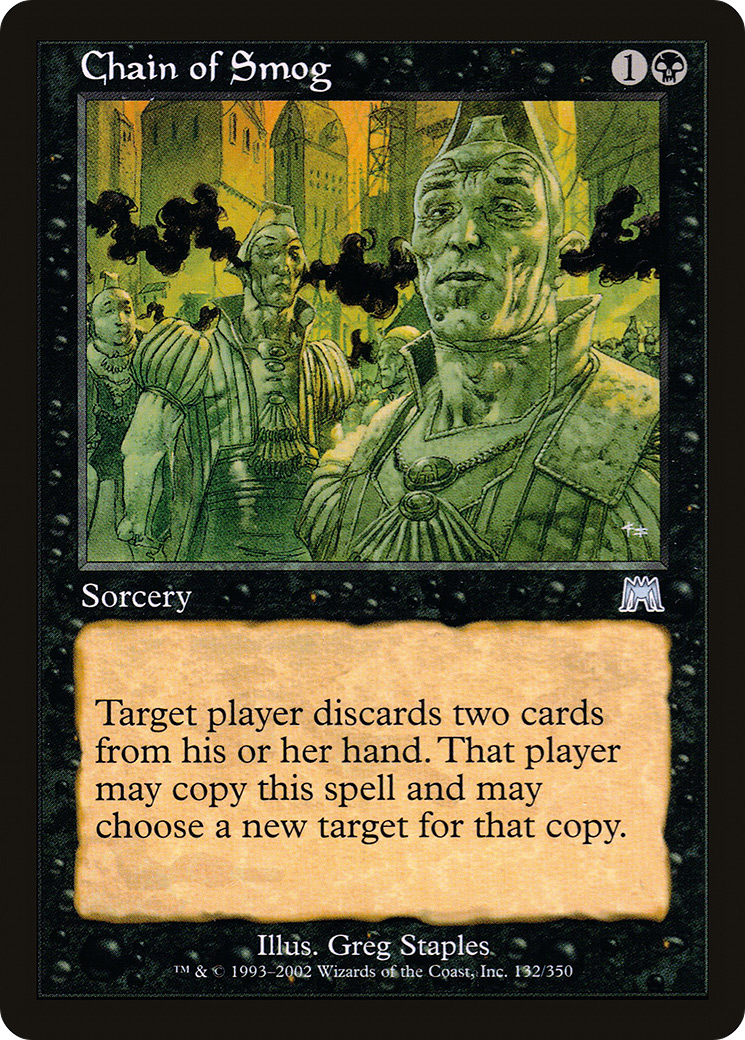 Chain of Smog 1
Sorcery
Target player discards two cards
from his or her hand. That player
may copy this spell and may
choose a new target for that copy.
Illus. Greg Staples
™ & © 1993–2002 Wizards of the Coast, Inc. 132/350